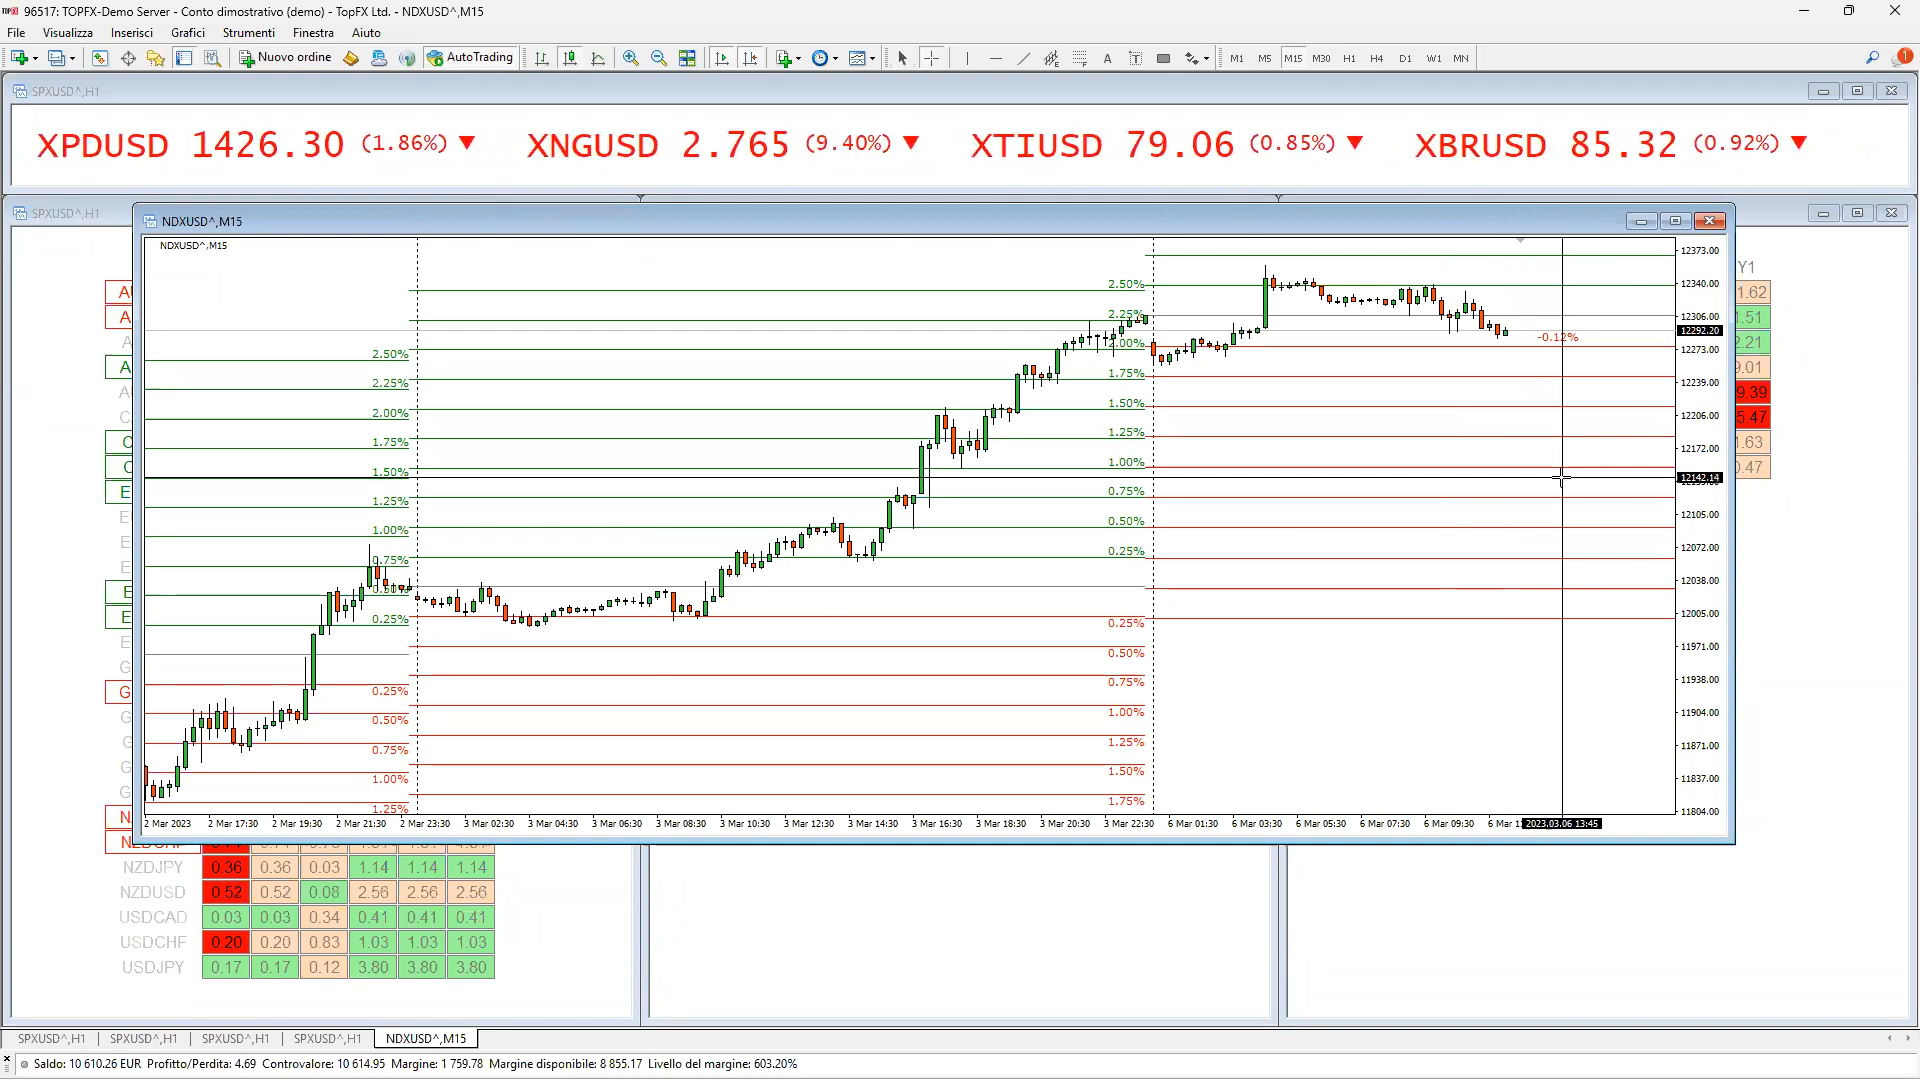 96517: TOPFX-Demo Server - Conto dimostrativo (demo) - TopFX Ltd. - NDXUSD^,M15
File Visualizza Inserisci Grafici Strumenti Finestra Aiuto
Nuovo ordine AutoTrading A T M1 M5 M15 M30 H1 H4 D1 W1 MN 1
SPXUSD^,H1
XPDUSD 1426.30 (1.86%) ▼ XNGUSD 2.765 (9.40%) ▼ XTIUSD 79.06 (0.85%) ▼ XBRUSD 85.32 (0.92%) ▼
SPXUSD^,H1
NDXUSD^,M15
NDXUSD^,M15
2.50% 2.25% 2.00% 1.75% 1.50% 1.25% 1.00% 0.75% 0.50% 0.25%
0.25% 0.50% 0.75% 1.00% 1.25%
2.50% 2.25% 2.00% 1.75% 1.50% 1.25% 1.00% 0.75% 0.50% 0.25%
0.25% 0.50% 0.75% 1.00% 1.25% 1.50% 1.75%
-0.12%
12373.00
12340.00
12306.00
12292.20
12273.00
12239.00
12206.00
12172.00
12142.14
12105.00
12072.00
12038.00
12005.00
11971.00
11938.00
11904.00
11871.00
11837.00
11804.00
2 Mar 2023 2 Mar 17:30 2 Mar 19:30 2 Mar 21:30 2 Mar 23:30 3 Mar 02:30 3 Mar 04:30 3 Mar 06:30 3 Mar 08:30 3 Mar 10:30 3 Mar 12:30 3 Mar 14:30 3 Mar 16:30 3 Mar 18:30 3 Mar 20:30 3 Mar 22:30 6 Mar 01:30 6 Mar 03:30 6 Mar 05:30 6 Mar 07:30 6 Mar 09:30 6 Mar 2023.03.06 13:45
Y1
NZDJPY 0.36 0.36 0.03 1.14 1.14 1.14
NZDUSD 0.52 0.52 0.08 2.56 2.56 2.56
USDCAD 0.03 0.03 0.34 0.41 0.41 0.41
USDCHF 0.20 0.20 0.83 1.03 1.03 1.03
USDJPY 0.17 0.17 0.12 3.80 3.80 3.80
SPXUSD^,H1 SPXUSD^,H1 SPXUSD^,H1 SPXUSD^,H1 NDXUSD^,M15
Saldo: 10 610.26 EUR Profitto/Perdita: 4.69 Controvalore: 10 614.95 Margine: 1 759.78 Margine disponibile: 8 855.17 Livello del margine: 603.20%